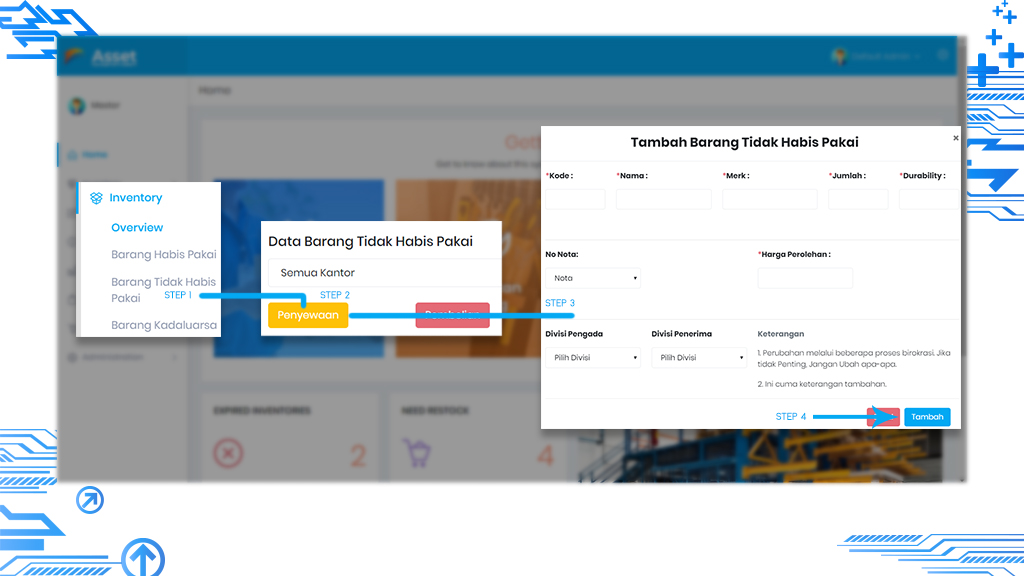 Asset
Master
Home
Home
Inventory
Overview
Barang Habis Pakai
Barang Tidak Habis
Pakai
STEP 1
Barang Kadaluarsa
Data Barang Tidak Habis Pakai
Semua Kantor
STEP 2
Penyewaan
Tambah Barang Tidak Habis Pakai
×
*Kode :
*Nama :
*Merk :
*Jumlah :
*Durability :
No Nota:
*Harga Perolehan :
Nota
STEP 3
Divisi Pengada
Divisi Penerima
Keterangan
Pilih Divisi
Pilih Divisi
1. Perubahan melalui beberapa proses birokrasi. Jika
tidak Penting, Jangan Ubah apa-apa.
2. Ini cuma keterangan tambahan.
STEP 4
Tambah
EXPIRED INVENTORIES
NEED RESTOCK
2
4